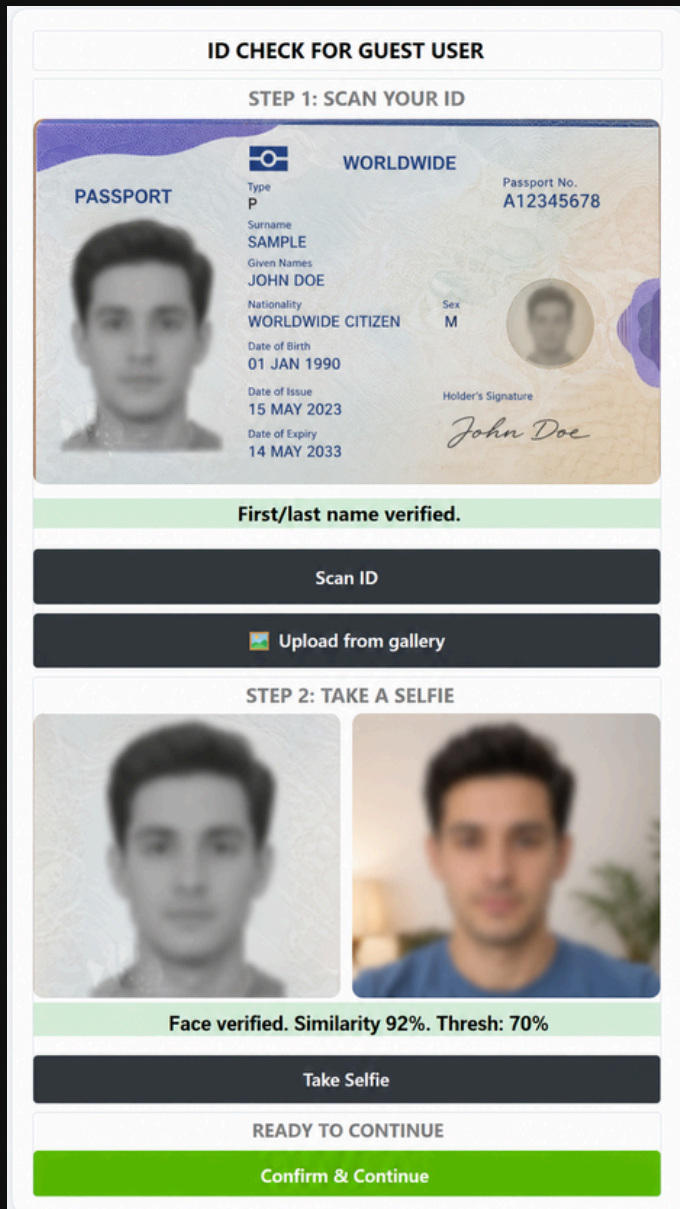 ID CHECK FOR GUEST USER
STEP 1: SCAN YOUR ID
WORLDWIDE
PASSPORT
Type
P
Passport No.
A12345678
Surname
SAMPLE
Given Names
JOHN DOE
Nationality
WORLDWIDE CITIZEN
Sex
M
Date of Birth
01 JAN 1990
Date of Issue
15 MAY 2023
Holder's Signature
John Doe
Date of Expiry
14 MAY 2033
First/last name verified.
Scan ID
Upload from gallery
STEP 2: TAKE A SELFIE
Face verified. Similarity 92%. Thresh: 70%
Take Selfie
READY TO CONTINUE
Confirm & Continue